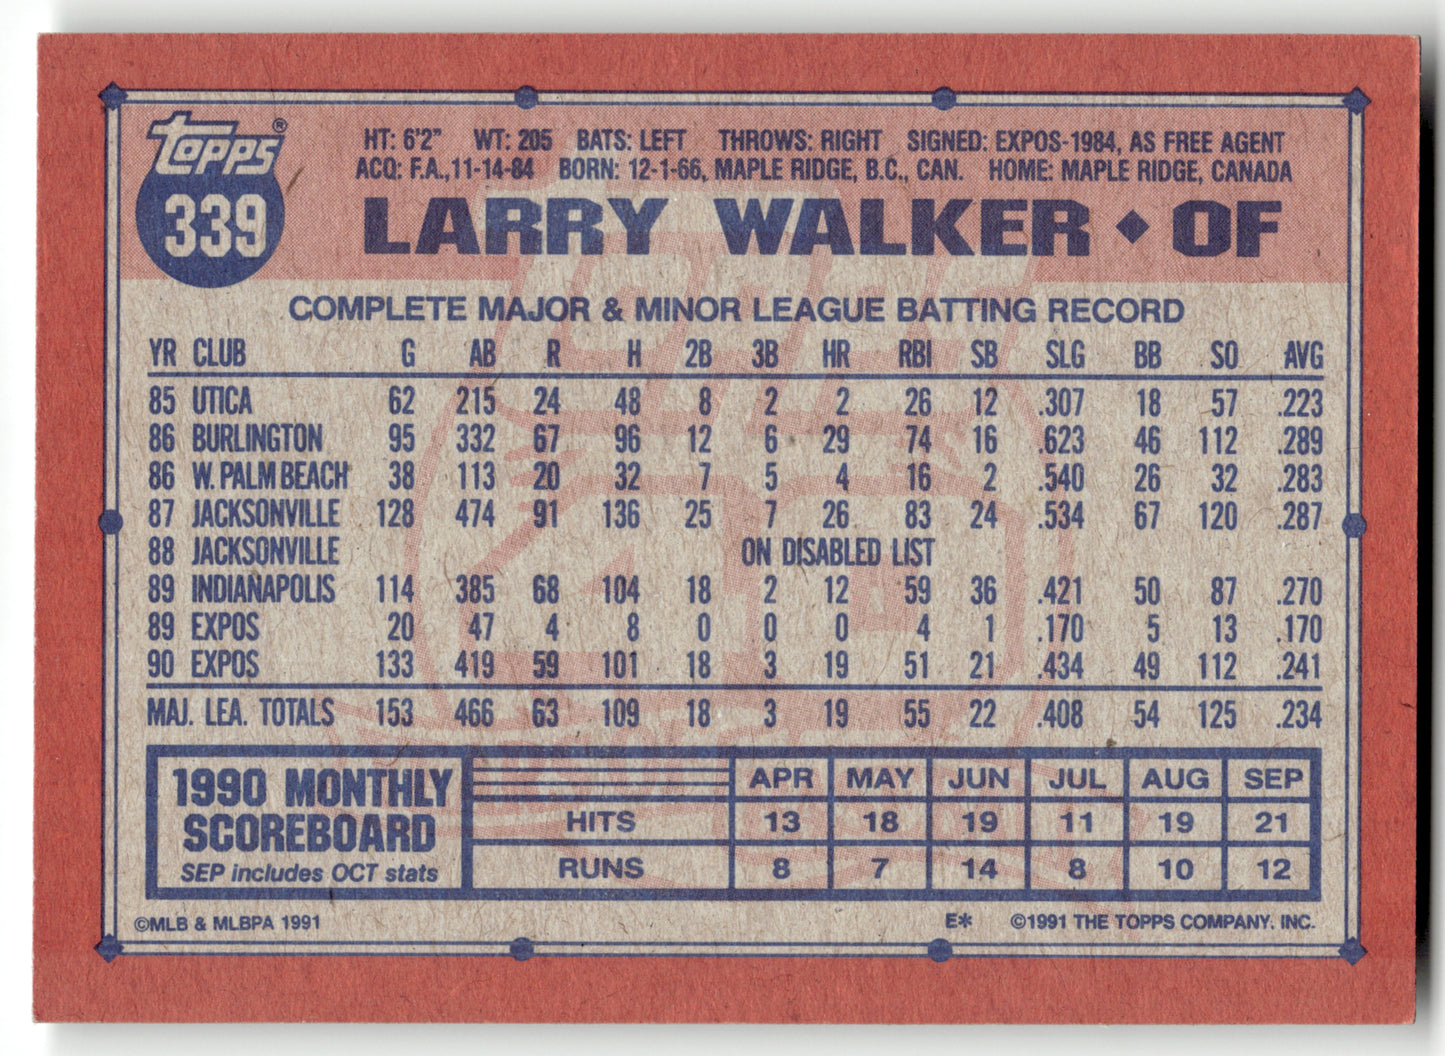 TOPPS®
339
HT: 6'2" WT: 205 BATS: LEFT THROWS: RIGHT SIGNED: EXPOS-1984, AS FREE AGENT
ACQ: F.A.,11-14-84 BORN: 12-1-66, MAPLE RIDGE, B.C., CAN. HOME: MAPLE RIDGE, CANADA
LARRY WALKER ◆ OF
COMPLETE MAJOR & MINOR LEAGUE BATTING RECORD
YR CLUB G AB R H 2B 3B HR RBI SB SLG BB SO AVG
85 UTICA 62 215 24 48 8 2 2 26 12 .307 18 57 .223
86 BURLINGTON 95 332 67 96 12 6 29 74 16 .623 46 112 .289
86 W. PALM BEACH 38 113 20 32 7 5 4 16 2 .540 26 32 .283
87 JACKSONVILLE 128 474 91 136 25 7 26 83 24 .534 67 120 .287
88 JACKSONVILLE ON DISABLED LIST
89 INDIANAPOLIS 114 385 68 104 18 2 12 59 36 .421 50 87 .270
89 EXPOS 20 47 4 8 0 0 0 4 1 .170 5 13 .170
90 EXPOS 133 419 59 101 18 3 19 51 21 .434 49 112 .241
MAJ. LEA. TOTALS 153 466 63 109 18 3 19 55 22 .408 54 125 .234
1990 MONTHLY
SCOREBOARD
SEP includes OCT stats
APR MAY JUN JUL AUG SEP
HITS 13 18 19 11 19 21
RUNS 8 7 14 8 10 12
©MLB & MLBPA 1991 E* ©1991 THE TOPPS COMPANY, INC.